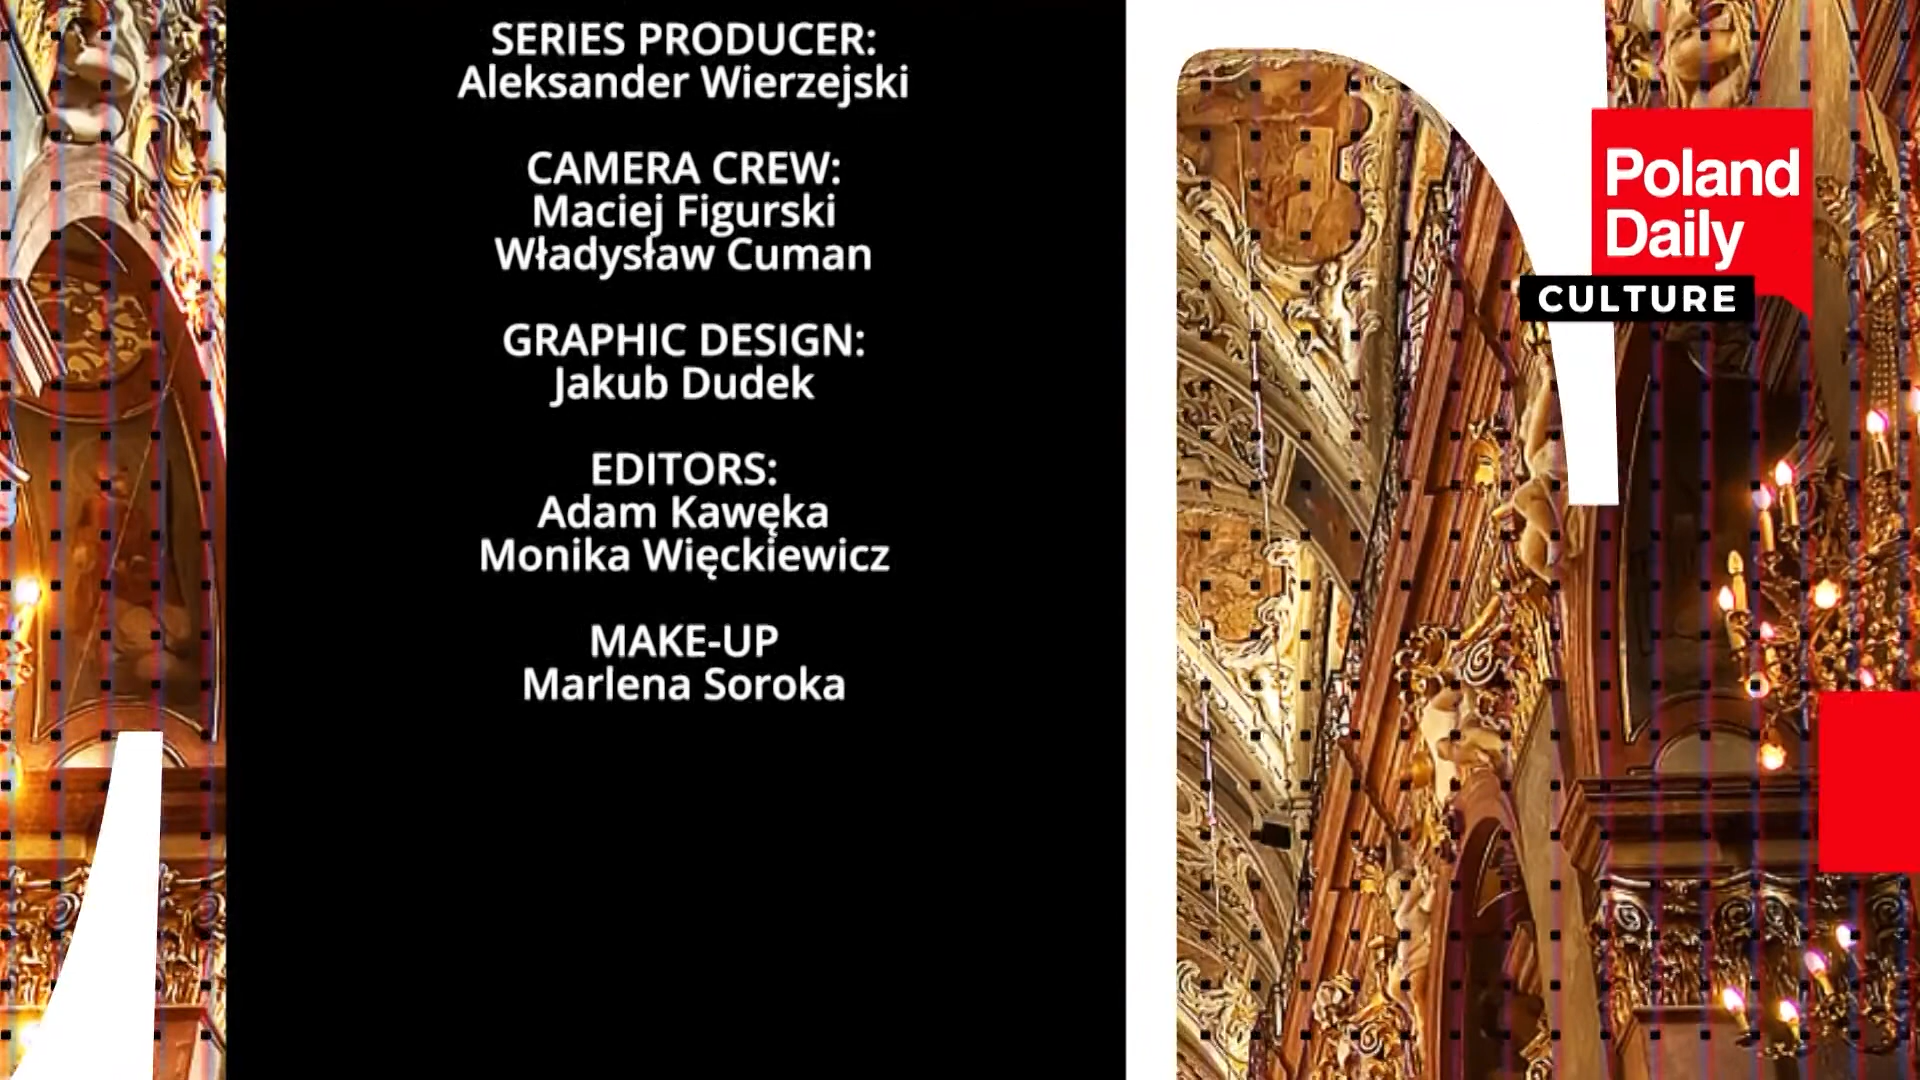 SERIES PRODUCER:
Aleksander Wierzejski
CAMERA CREW:
Maciej Figurski
Władysław Cuman
GRAPHIC DESIGN:
Jakub Dudek
EDITORS:
Adam Kawęka
Monika Więckiewicz
MAKE-UP
Marlena Soroka
Poland
Daily
CULTURE